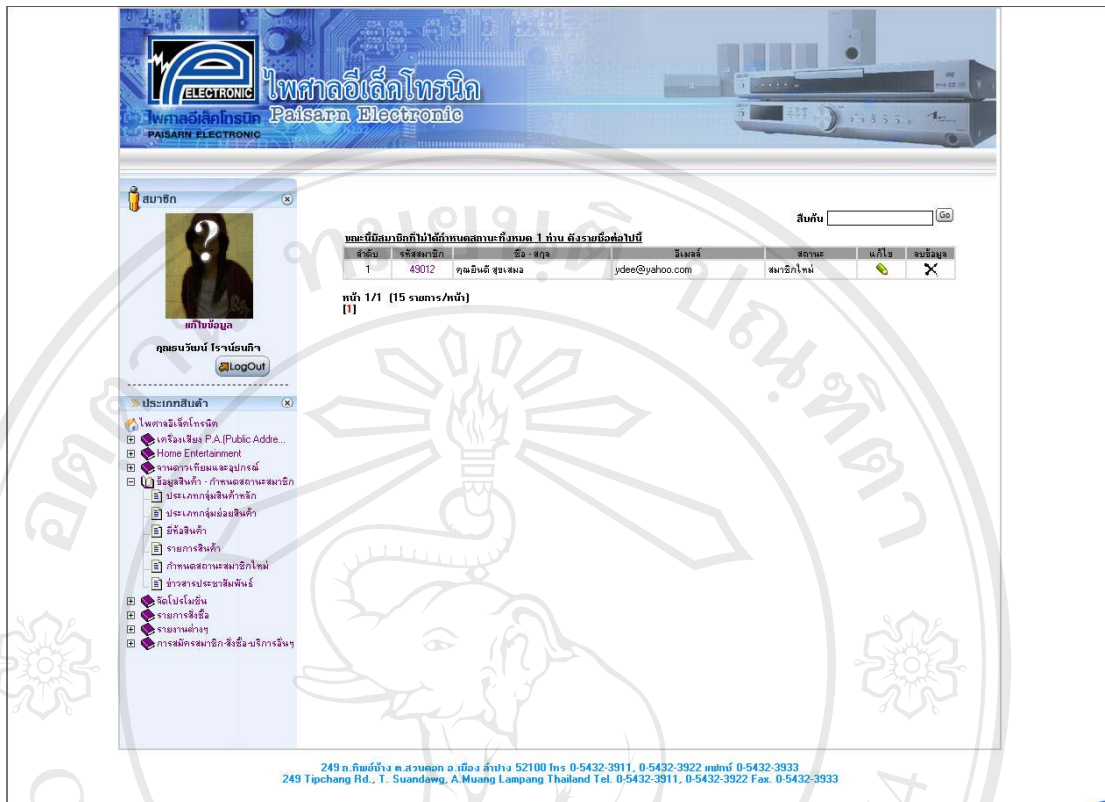 ELECTRONIC
ไพศาลอีเล็คโทรนิค
PAISARN ELECTRONIC
ไพศาลอีเล็คโทรนิค
Paisarn Electronic
สมาชิก
แก้ไขข้อมูล
คุณธนวัฒน์ โรจน์ธนกิจ
LogOut
ประเภทสินค้า
ไพศาลอิเล็คโทรนิค
เครื่องเสียง P.A.(Public Addre...
Home Entertainment
จานดาวเทียมและอุปกรณ์
ข้อมูลสินค้า - กำหนดสถานะสมาชิก
ประเภทกลุ่มสินค้าหลัก
ประเภทกลุ่มย่อยสินค้า
ยี่ห้อสินค้า
รายการสินค้า
กำหนดสถานะสมาชิกใหม่
ข่าวสารประชาสัมพันธ์
จัดโปรโมชั่น
รายการสั่งซื้อ
รายงานต่างๆ
การสมัครสมาชิก-สั่งซื้อ-บริการอื่นๆ
สืบค้น Go
ขณะนี้มีสมาชิกที่ไม่ได้กำหนดสถานะทั้งหมด 1 ท่าน ดังรายชื่อต่อไปนี้
ลำดับ รหัสสมาชิก ชื่อ - สกุล อีเมลล์ สถานะ แก้ไข ลบข้อมูล
1 49012 คุณยินดี สุขเสมอ ydee@yahoo.com สมาชิกใหม่
หน้า 1/1 (15 รายการ/หน้า)
[1]
249 ถ.ทิพย์ช้าง ต.สวนดอก อ.เมือง ลำปาง 52100 โทร 0-5432-3911, 0-5432-3922 แฟกซ์ 0-5432-3933
249 Tipchang Rd., T. Suandawg, A.Muang Lampang Thailand Tel. 0-5432-3911, 0-5432-3922 Fax. 0-5432-3933